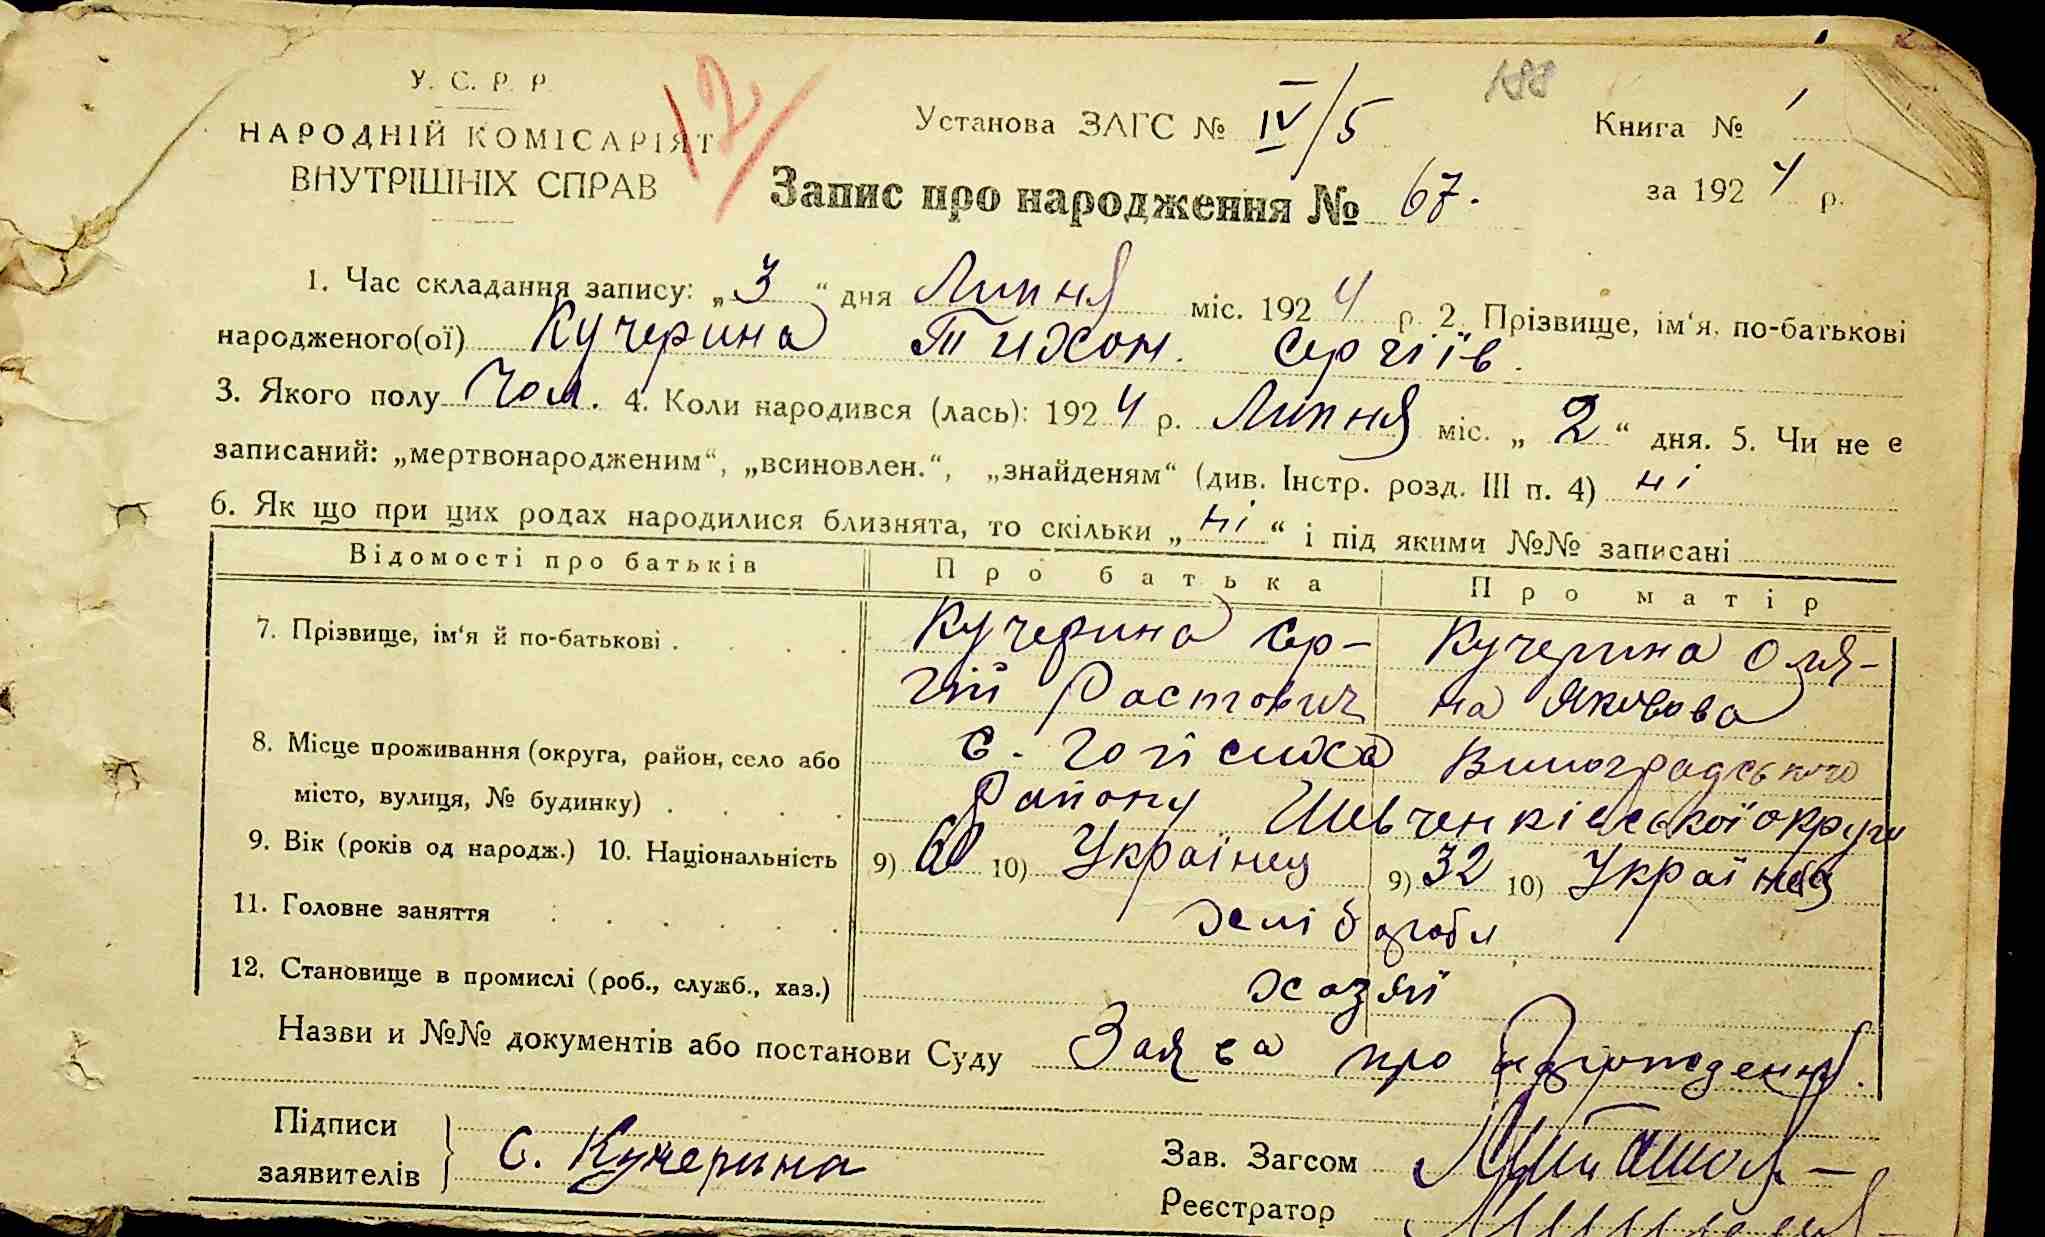 У. С. Р. Р.
НАРОДНІЙ КОМІСАРІЯТ
ВНУТРІШНІХ СПРАВ
12
Установа ЗАГС № IV/5
188
Книга № 1
за 1924 р.
Запис про народження № 67.
1. Час складання запису: „3“ дня Липня міс. 1924 р. 2. Прізвище, ім‘я, по-батькові
народженого(ої) Кучерина Тихон. Сергіїв.
3. Якого полу Чол. 4. Коли народився (лась): 1924 р. Липня міс. „2“ дня. 5. Чи не є
записаний: „мертвонародженим“, „всиновлен.“, „знайденям“ (див. Інстр. розд. III п. 4) ні
6. Як що при цих родах народилися близнята, то скільки „ні“ і під якими №№ записані
Відомості про батьків Про батька Про матір
7. Прізвище, ім‘я й по-батькові . . . . Кучерина Сер- Кучерина Оля-
гій на Яковова
8. Місце проживання (округа, район, село або с. Виноградського
місто, вулиця, № будинку) . . . . Району Шевченківської округи
9. Вік (років од народж.) 10. Національність 9) 60 10) Українец 9) 32 10) Українец
11. Головне заняття . . . . . . хлібороби
12. Становище в промислі (роб., служб., хаз.) хозяї
Назви и №№ документів або постанови Суду Заява про
Підписи
заявителів } С. Кучерина
Зав. Загсом
Реєстратор